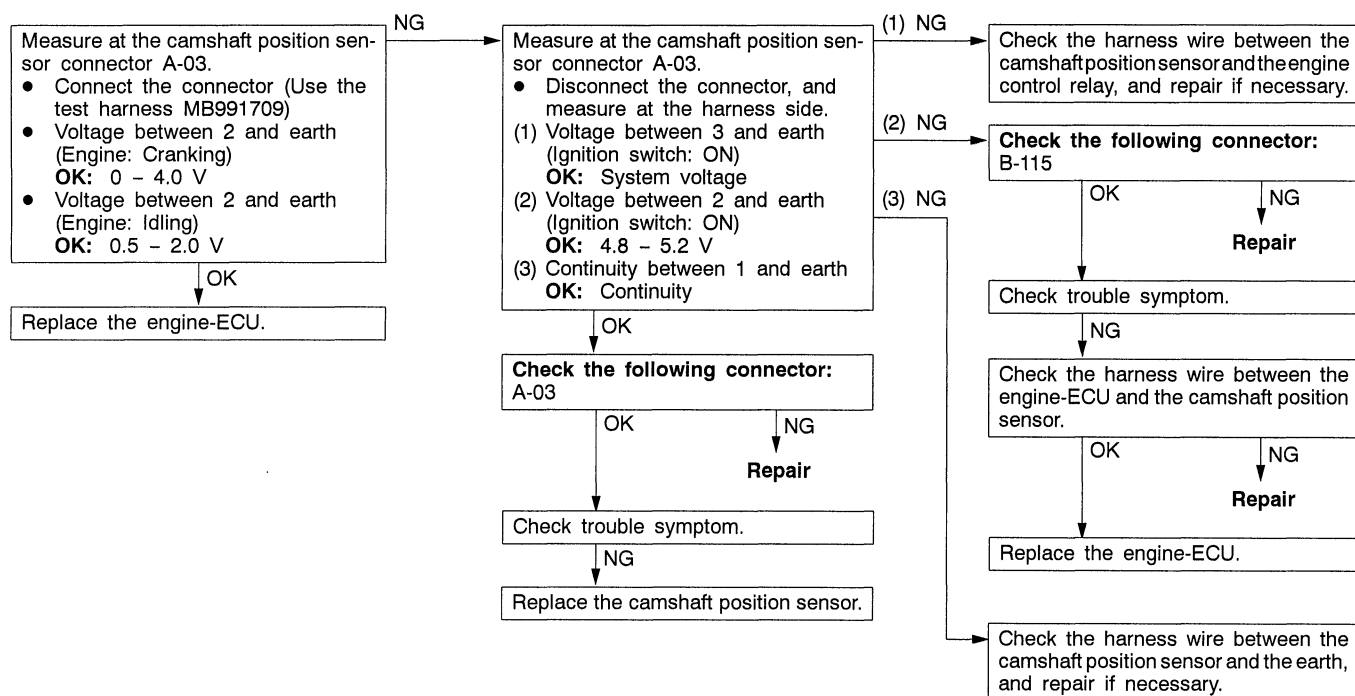 Measure at the camshaft position sen-
sor connector A-03.
● Connect the connector (Use the
test harness MB991709)
● Voltage between 2 and earth
(Engine: Cranking)
OK: 0 – 4.0 V
● Voltage between 2 and earth
(Engine: Idling)
OK: 0.5 – 2.0 V
OK
Replace the engine-ECU.
NG
Measure at the camshaft position sen-
sor connector A-03.
● Disconnect the connector, and
measure at the harness side.
(1) Voltage between 3 and earth
(Ignition switch: ON)
OK: System voltage
(2) Voltage between 2 and earth
(Ignition switch: ON)
OK: 4.8 – 5.2 V
(3) Continuity between 1 and earth
OK: Continuity
OK
Check the following connector:
A-03
OK
NG
Repair
Check trouble symptom.
NG
Replace the camshaft position sensor.
(1) NG
Check the harness wire between the
camshaft position sensor and the engine
control relay, and repair if necessary.
(2) NG
Check the following connector:
B-115
OK
NG
Repair
Check trouble symptom.
NG
Check the harness wire between the
engine-ECU and the camshaft position
sensor.
OK
NG
Repair
Replace the engine-ECU.
(3) NG
Check the harness wire between the
camshaft position sensor and the earth,
and repair if necessary.